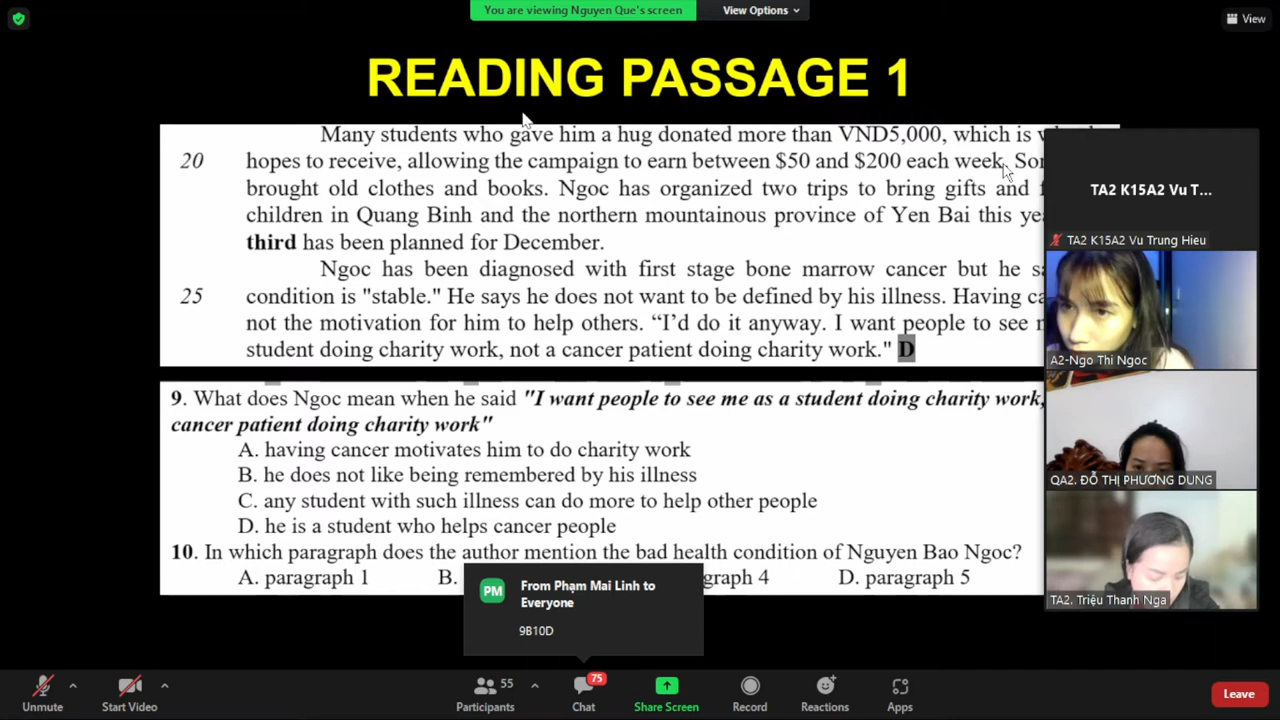 You are viewing Nguyen Que's screen
View Options
View
READING PASSAGE 1
Many students who gave him a hug donated more than VND5,000, which is
20 hopes to receive, allowing the campaign to earn between $50 and $200 each week.
brought old clothes and books. Ngoc has organized two trips to bring gifts and
children in Quang Binh and the northern mountainous province of Yen Bai this
third has been planned for December.
Ngoc has been diagnosed with first stage bone marrow cancer but he
25 condition is "stable." He says he does not want to be defined by his illness. Having
not the motivation for him to help others. “I’d do it anyway. I want people to see
student doing charity work, not a cancer patient doing charity work." D
9. What does Ngoc mean when he said "I want people to see me as a student doing charity work,
cancer patient doing charity work"
A. having cancer motivates him to do charity work
B. he does not like being remembered by his illness
C. any student with such illness can do more to help other people
D. he is a student who helps cancer people
10. In which paragraph does the author mention the bad health condition of Nguyen Bao Ngoc?
A. paragraph 1 B. graph 4 D. paragraph 5
TA2 K15A2 Vu T...
TA2 K15A2 Vu Trung Hieu
A2-Ngo Thi Ngoc
QA2. ĐỖ THỊ PHƯƠNG DUNG
TA2. Triệu Thanh Nga
PM
From Phạm Mai Linh to
Everyone
9B10D
Unmute
Start Video
55
Participants
75
Chat
Share Screen
Record
Reactions
Apps
Leave